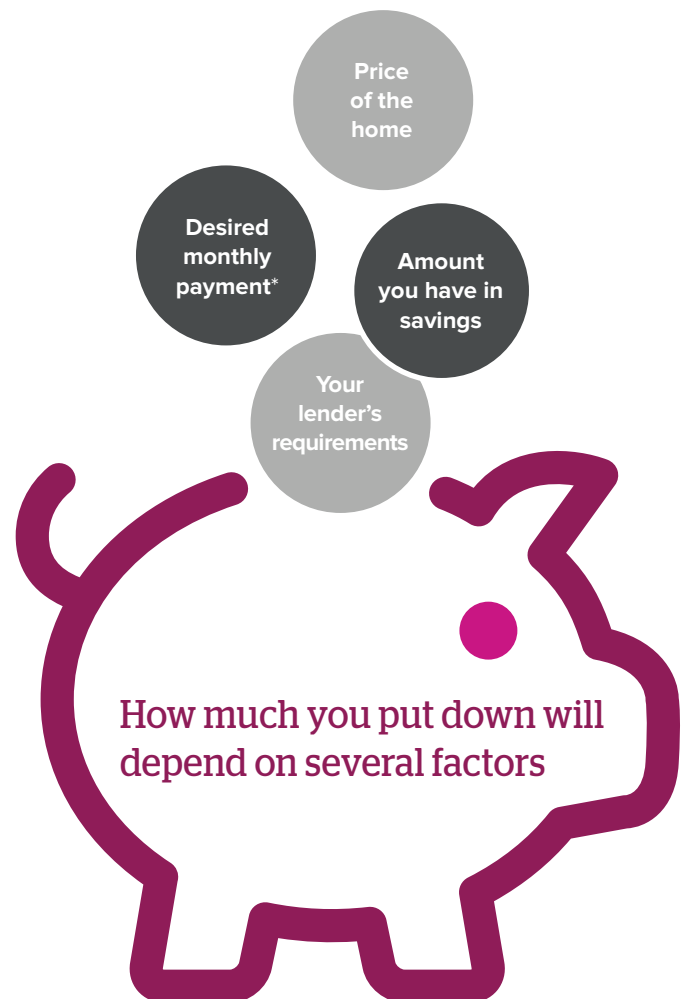 Price
of the
home
Desired
monthly
payment*
Amount
you have in
savings
Your
lender’s
requirements
How much you put down will
depend on several factors